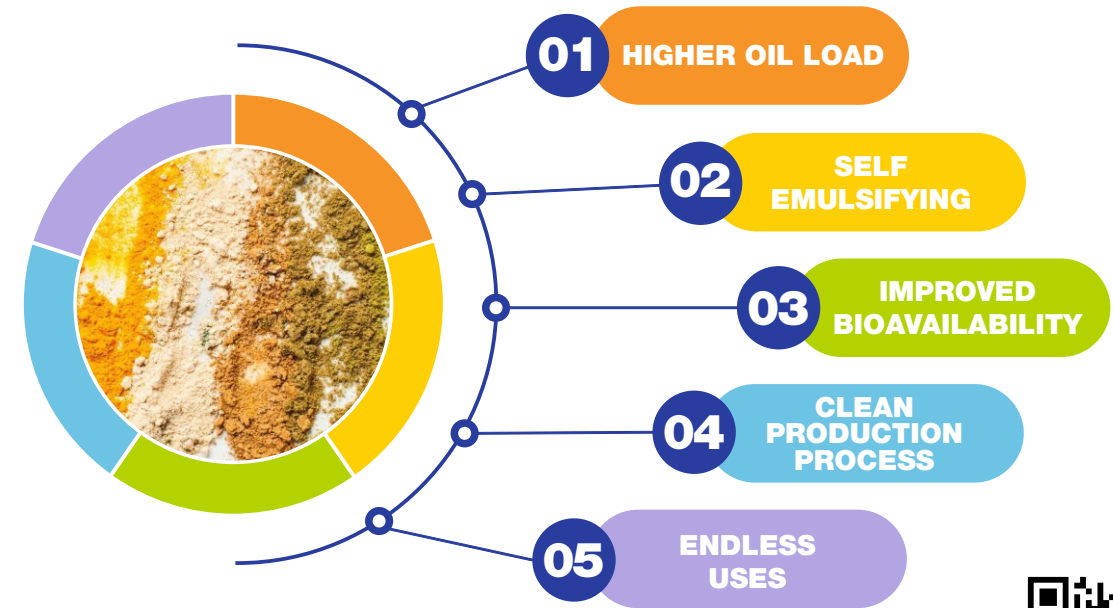 01
HIGHER OIL LOAD
02
SELF
EMULSIFYING
03
IMPROVED
BIOAVAILABILITY
04
CLEAN
PRODUCTION
PROCESS
05
ENDLESS
USES